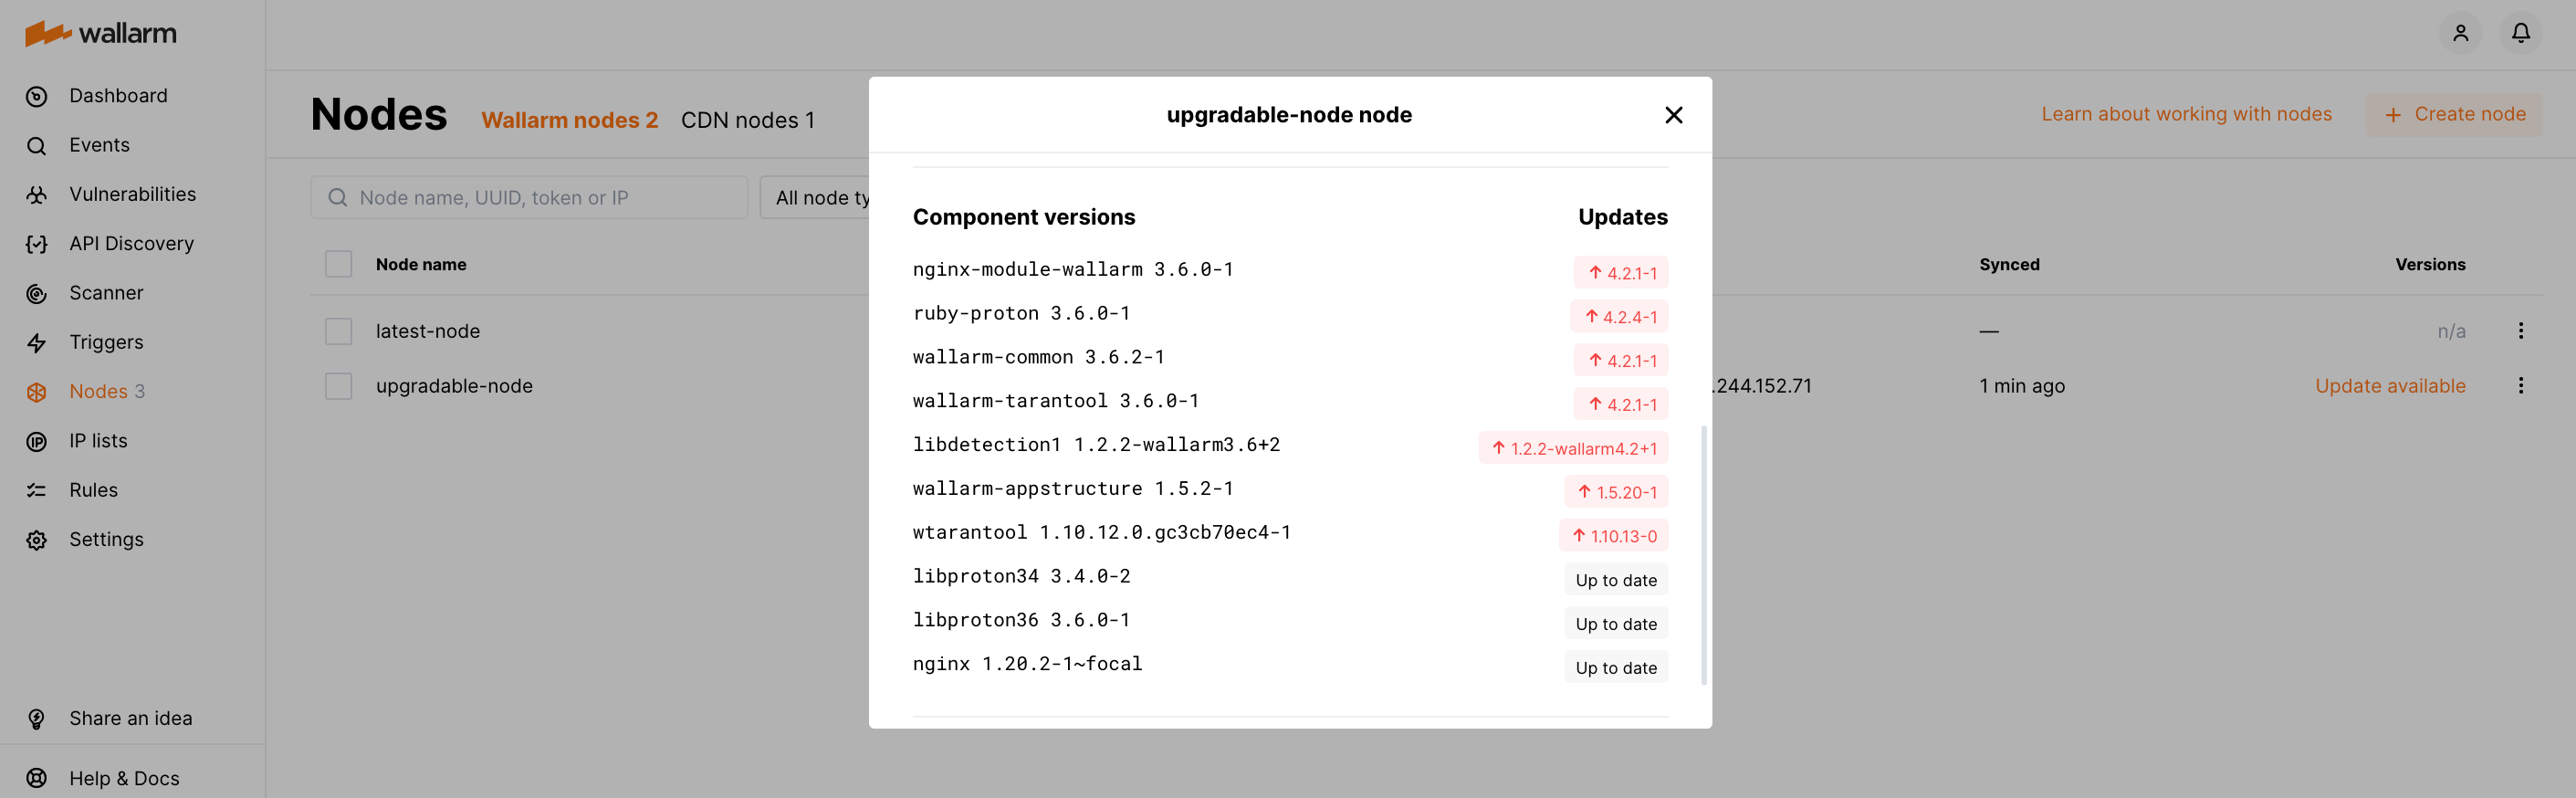 wallarm
Dashboard
Events
Vulnerabilities
API Discovery
Scanner
Triggers
Nodes 3
IP lists
Rules
Settings
Share an idea
Help & Docs
Nodes Wallarm nodes 2 CDN nodes 1
Learn about working with nodes + Create node
Node name, UUID, token or IP
All node ty
Node name Synced Versions
latest-node — n/a
upgradable-node .244.152.71 1 min ago Update available
upgradable-node node
Component versions Updates
nginx-module-wallarm 3.6.0-1 ↑ 4.2.1-1
ruby-proton 3.6.0-1 ↑ 4.2.4-1
wallarm-common 3.6.2-1 ↑ 4.2.1-1
wallarm-tarantool 3.6.0-1 ↑ 4.2.1-1
libdetection1 1.2.2-wallarm3.6+2 ↑ 1.2.2-wallarm4.2+1
wallarm-appstructure 1.5.2-1 ↑ 1.5.20-1
wtarantool 1.10.12.0.gc3cb70ec4-1 ↑ 1.10.13-0
libproton34 3.4.0-2 Up to date
libproton36 3.6.0-1 Up to date
nginx 1.20.2-1~focal Up to date